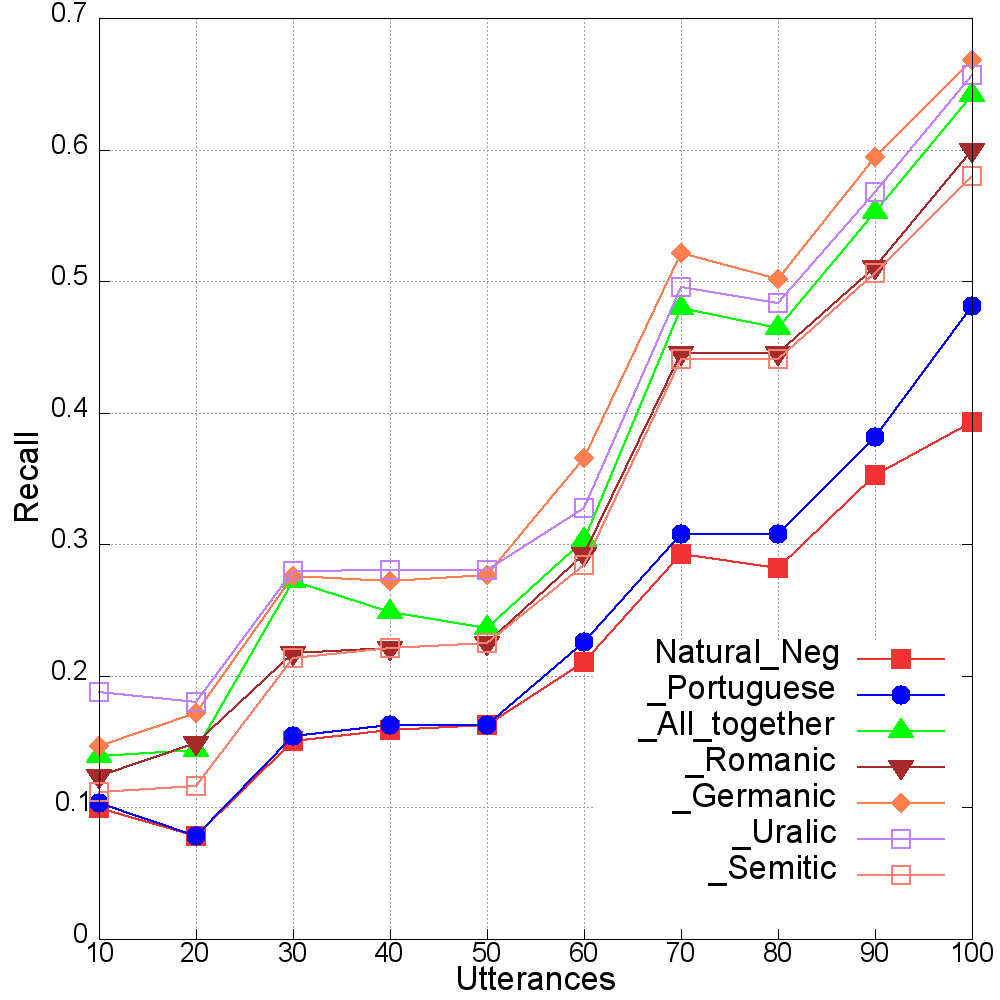 0.7
0.6
0.5
0.4
0.3
0.2
0.1
0
Recall
10 20 30 40 50 60 70 80 90 100
Utterances
Natural_Neg
_Portuguese
_All_together
_Romanic
_Germanic
_Uralic
_Semitic